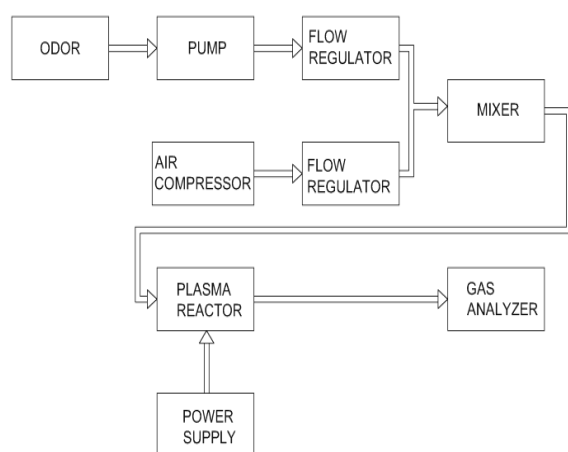 ODOR
PUMP
FLOW
REGULATOR
MIXER
AIR
COMPRESSOR
FLOW
REGULATOR
PLASMA
REACTOR
GAS
ANALYZER
POWER
SUPPLY